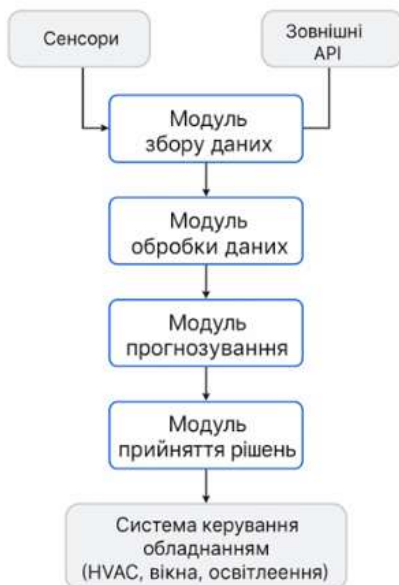 Сенсори
Зовнішні
API
Модуль
збору даних
Модуль
обробки даних
Модуль
прогнозуванння
Модуль
прийняття рішень
Система керування
обладнанням
(HVAC, вікна, освітлеення)